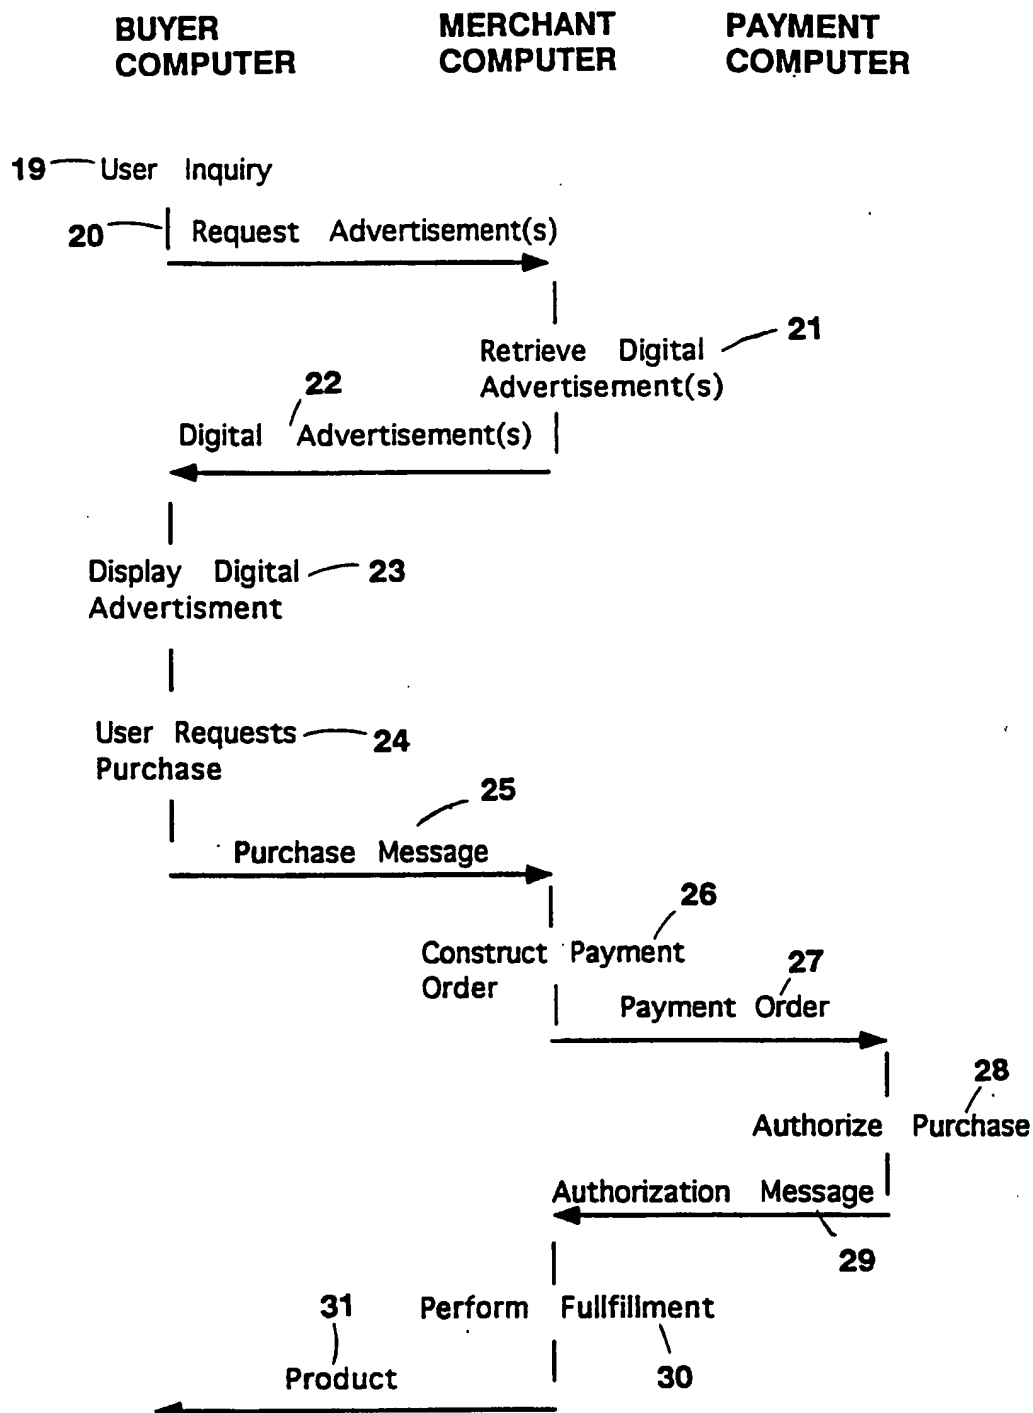 BUYER COMPUTER
MERCHANT COMPUTER
PAYMENT COMPUTER
19 User Inquiry
20 Request Advertisement(s)
21
Retrieve Digital
Advertisement(s)
22
Digital Advertisement(s)
Display Digital 23
Advertisment
User Requests 24
Purchase
25
Purchase Message
26
Construct Payment
Order
27
Payment Order
28
Authorize Purchase
Authorization Message
29
31
Perform Fullfillment
30
Product